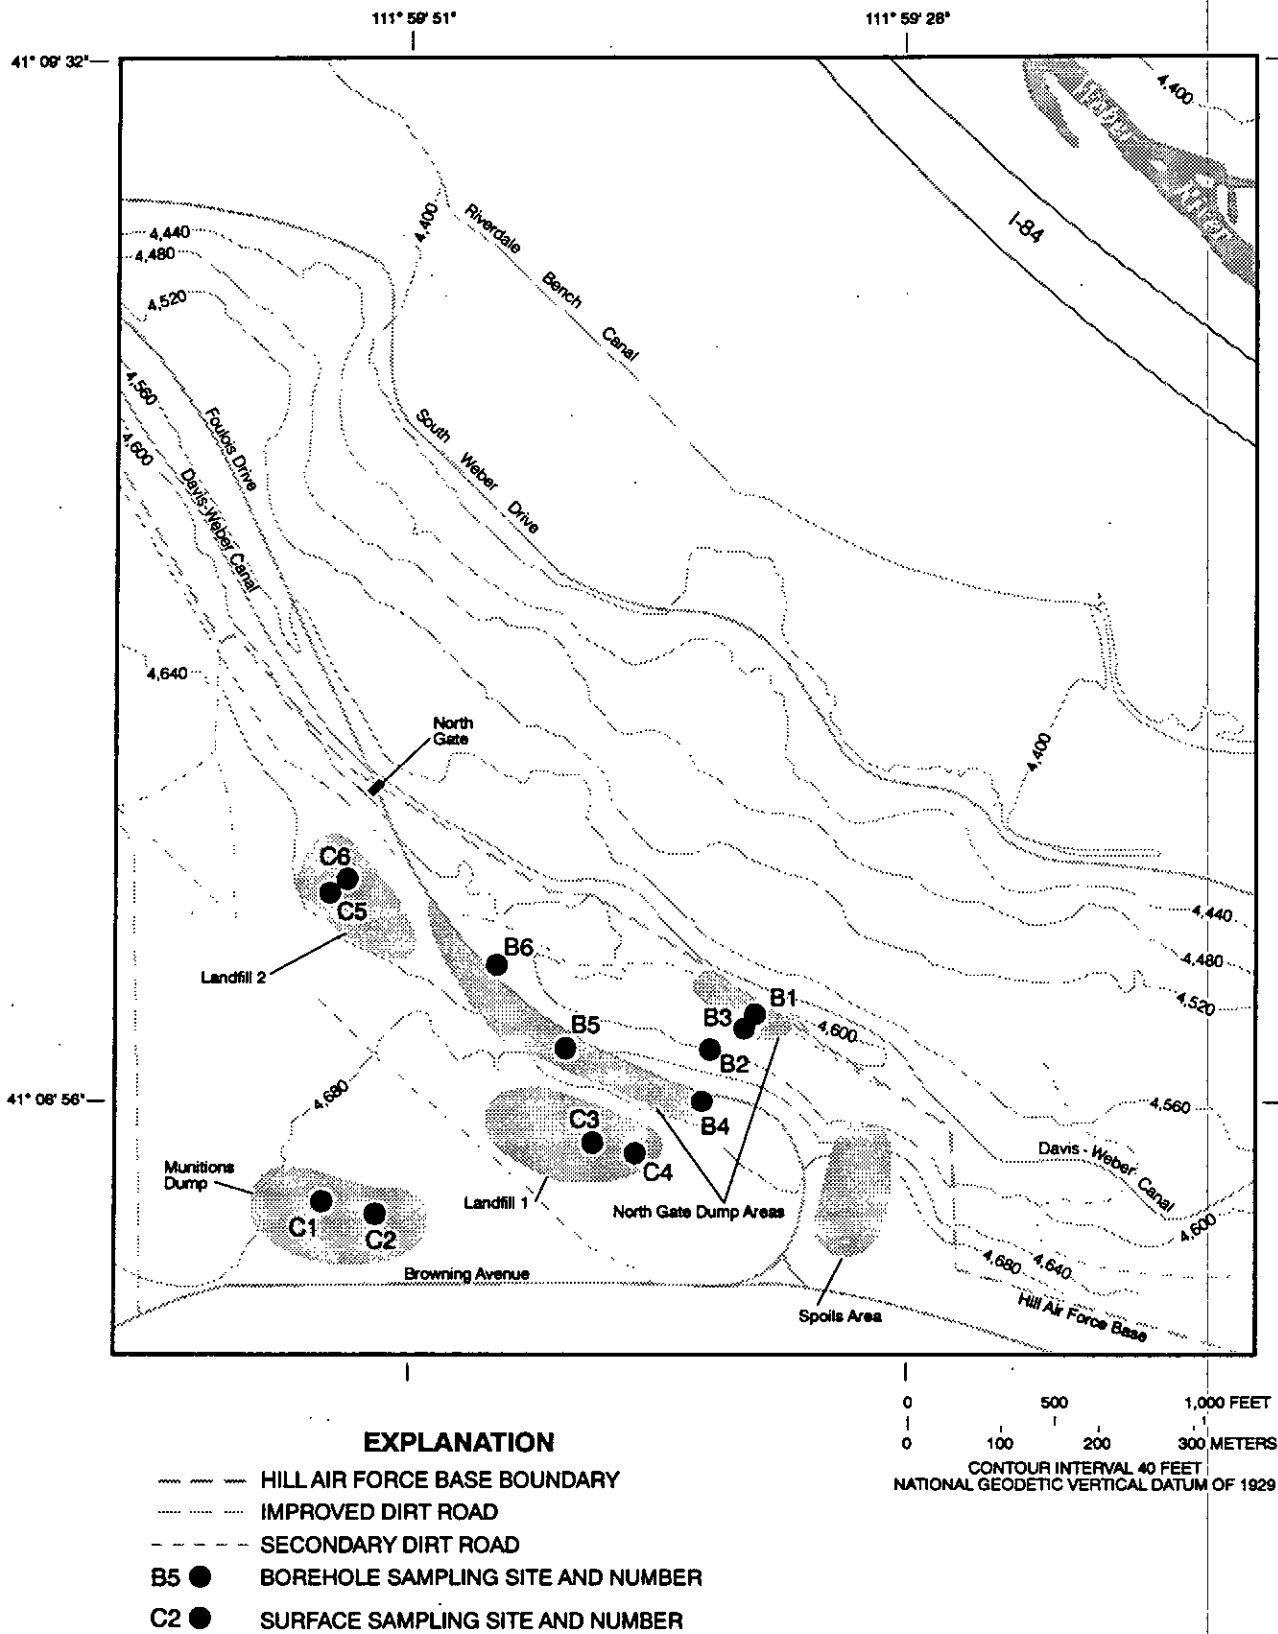 111° 59' 51"
111° 59' 28"
41° 09' 32"
4,400
Weber
River
I-84
4,400
Riverdale
Bench
Canal
4,440
4,480
4,520
4,560
4,600
Foulois Drive
Davis-Weber Canal
South
Weber
Drive
4,640
North
Gate
4,400
C6
C5
Landfill 2
B6
B5
B1
B3
B2
B4
4,600
4,440
4,480
4,520
4,560
41° 08' 56"
4,680
C3
C4
Munitions
Dump
C1
C2
Landfill 1
North Gate Dump Areas
Davis - Weber
Canal
4,600
4,640
4,680
Browning Avenue
Spoils Area
Hill Air Force Base
0 500 1,000 FEET
0 100 200 300 METERS
CONTOUR INTERVAL 40 FEET
NATIONAL GEODETIC VERTICAL DATUM OF 1929
EXPLANATION
HILL AIR FORCE BASE BOUNDARY
IMPROVED DIRT ROAD
SECONDARY DIRT ROAD
B5 BOREHOLE SAMPLING SITE AND NUMBER
C2 SURFACE SAMPLING SITE AND NUMBER